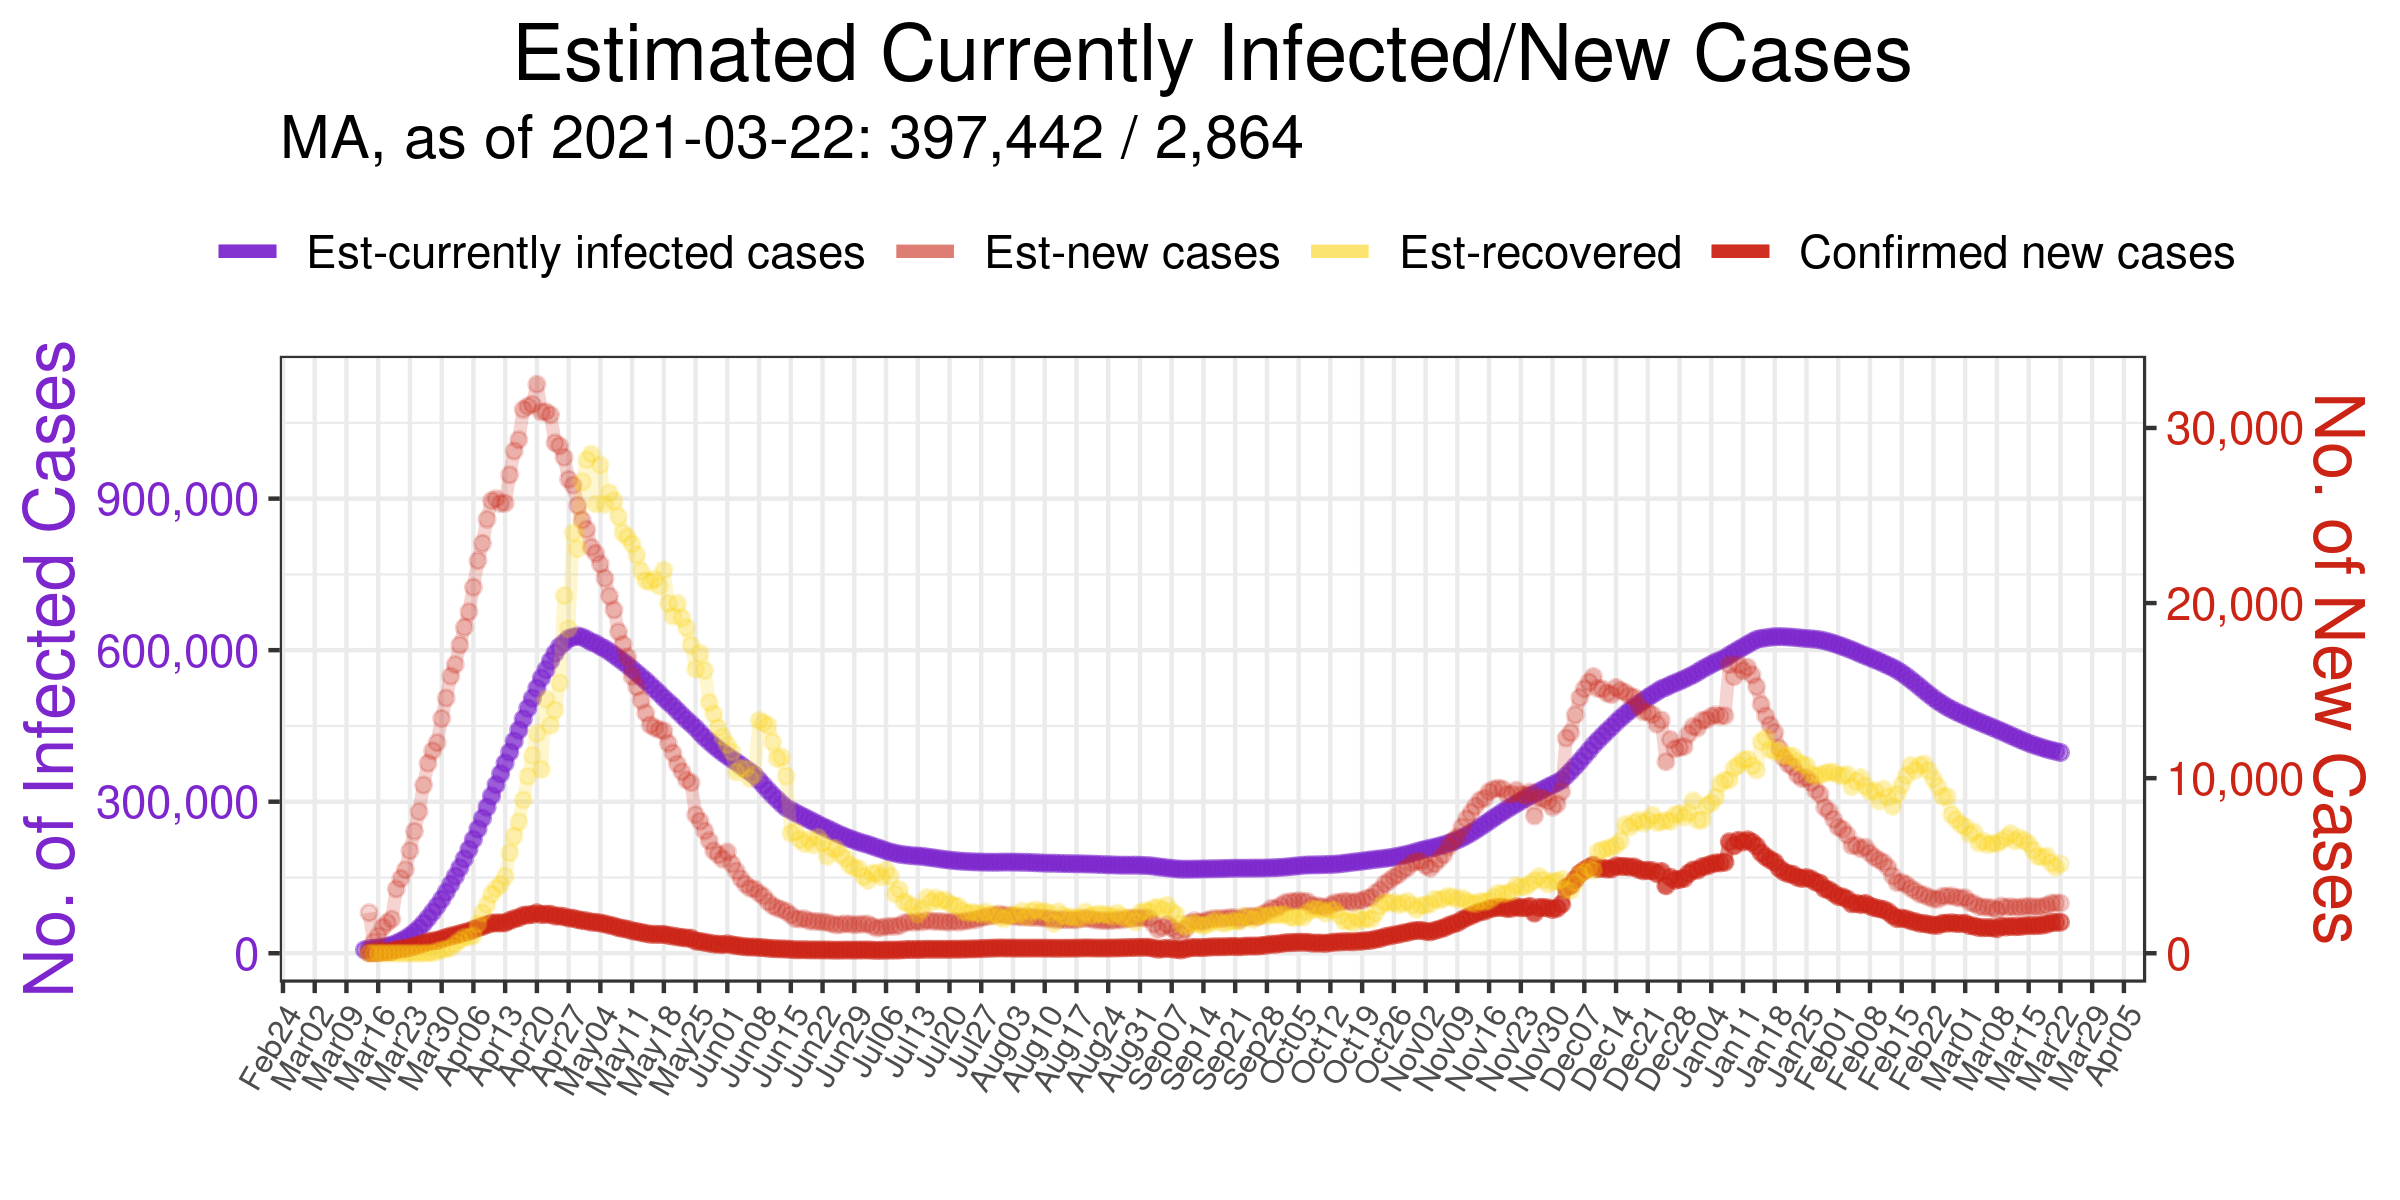 Estimated Currently Infected/New Cases
MA, as of 2021-03-22: 397,442 / 2,864
Est-currently infected cases Est-new cases Est-recovered Confirmed new cases
No. of Infected Cases
900,000
600,000
300,000
0
30,000
20,000
10,000
0
No. of New Cases
Feb24 Mar02 Mar09 Mar16 Mar23 Mar30 Apr06 Apr13 Apr20 Apr27 May04 May11 May18 May25 Jun01 Jun08 Jun15 Jun22 Jun29 Jul06 Jul13 Jul20 Jul27 Aug03 Aug10 Aug17 Aug24 Aug31 Sep07 Sep14 Sep21 Sep28 Oct05 Oct12 Oct19 Oct26 Nov02 Nov09 Nov16 Nov23 Nov30 Dec07 Dec14 Dec21 Dec28 Jan04 Jan11 Jan18 Jan25 Feb01 Feb08 Feb15 Feb22 Mar01 Mar08 Mar15 Mar22 Mar29 Apr05